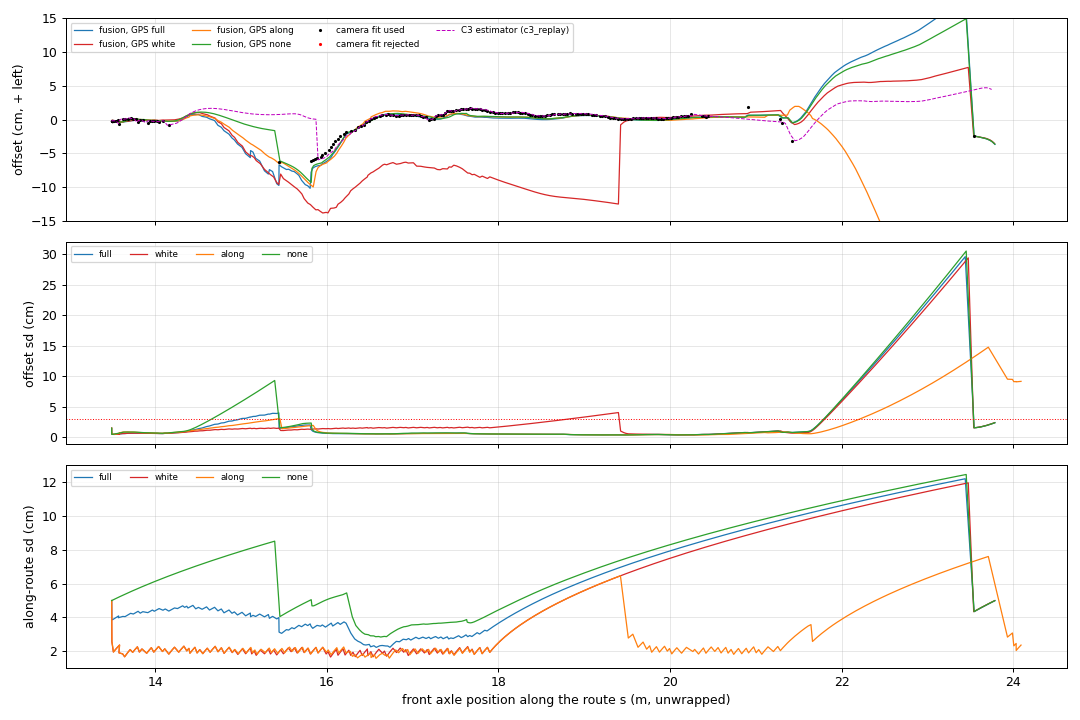 fusion, GPS full
fusion, GPS white
fusion, GPS along
fusion, GPS none
camera fit used
camera fit rejected
C3 estimator (c3_replay)
offset (cm, + left)
15
10
5
0
−5
−10
−15
full white along none
offset sd (cm)
30
25
20
15
10
5
0
full white along none
along-route sd (cm)
12
10
8
6
4
2
14 16 18 20 22 24
front axle position along the route s (m, unwrapped)